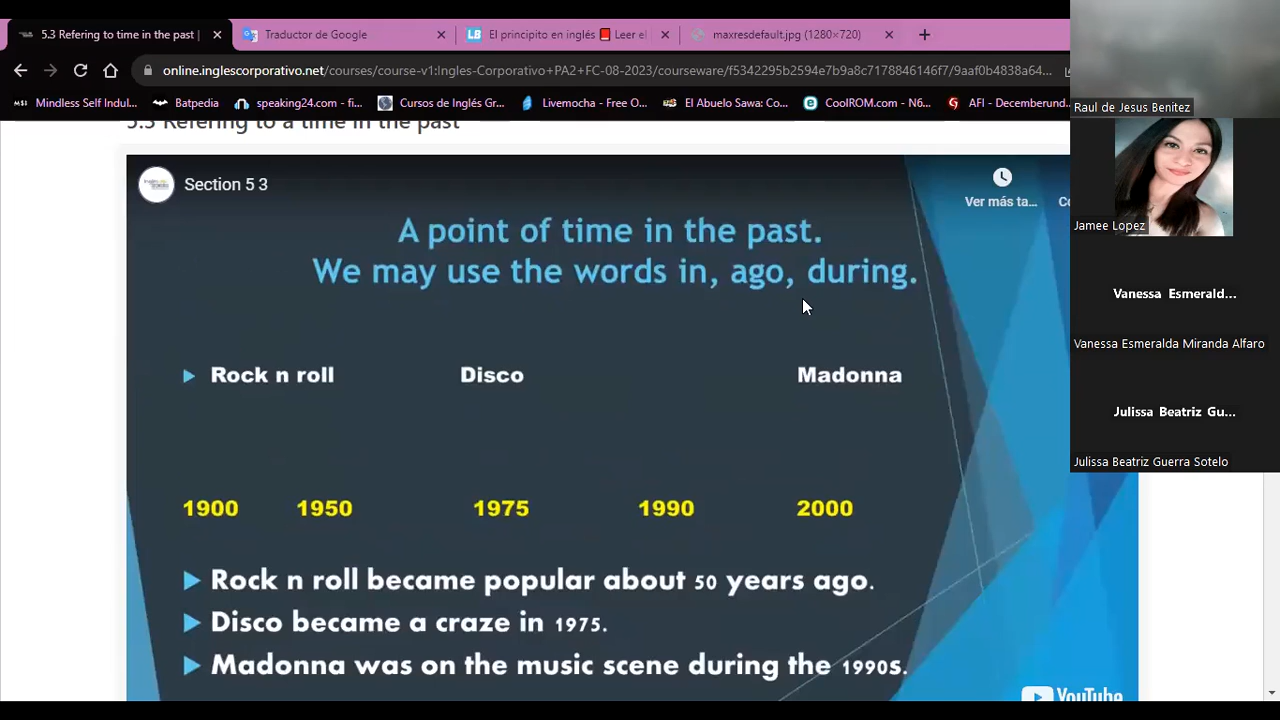 5.3 Refering to time in the past |
Traductor de Google
El principito en inglés 📕 Leer el
maxresdefault.jpg (1280×720)
online.inglescorporativo.net/courses/course-v1:Ingles-Corporativo+PA2+FC-08-2023/courseware/f5342295b2594e7b9a8c7178846146f7/9aaf0b4838a64...
Mindless Self Indul...
Batpedia
speaking24.com - fi...
Cursos de Inglés Gr...
Livemocha - Free O...
El Abuelo Sawa: Co...
CoolROM.com - N6...
AFI - Decemberund...
5.3 Refering to a time in the past
Section 5 3
Ver más ta...
A point of time in the past.
We may use the words in, ago, during.
Rock n roll Disco Madonna
1900 1950 1975 1990 2000
Rock n roll became popular about 50 years ago.
Disco became a craze in 1975.
Madonna was on the music scene during the 1990s.
YouTube
Raul de Jesus Benitez
Jamee Lopez
Vanessa Esmerald...
Vanessa Esmeralda Miranda Alfaro
Julissa Beatriz Gu...
Julissa Beatriz Guerra Sotelo